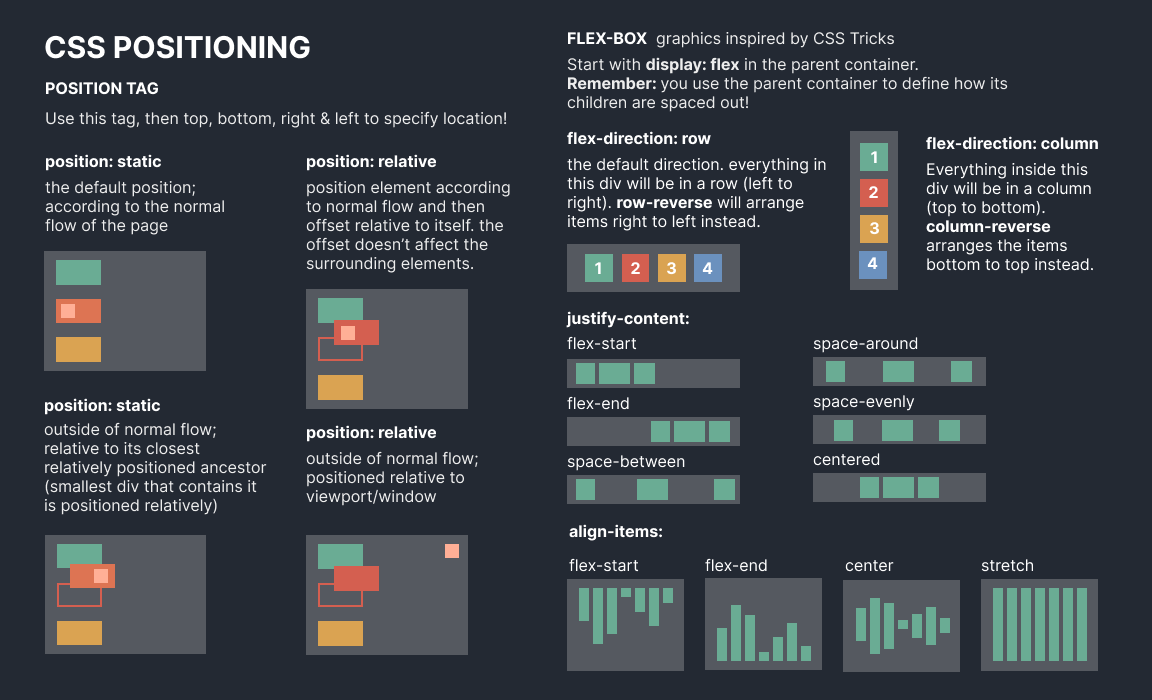 CSS POSITIONING
POSITION TAG
Use this tag, then top, bottom, right & left to specify location!
position: static
the default position;
according to the normal
flow of the page
position: relative
position element according
to normal flow and then
offset relative to itself. the
offset doesn’t affect the
surrounding elements.
position: static
outside of normal flow;
relative to its closest
relatively positioned ancestor
(smallest div that contains it
is positioned relatively)
position: relative
outside of normal flow;
positioned relative to
viewport/window
FLEX-BOX graphics inspired by CSS Tricks
Start with display: flex in the parent container.
Remember: you use the parent container to define how its
children are spaced out!
flex-direction: row
the default direction. everything in
this div will be in a row (left to
right). row-reverse will arrange
items right to left instead.
1 2 3 4
1
2
3
4
flex-direction: column
Everything inside this
div will be in a column
(top to bottom).
column-reverse
arranges the items
bottom to top instead.
justify-content:
flex-start
flex-end
space-between
space-around
space-evenly
centered
align-items:
flex-start
flex-end
center
stretch